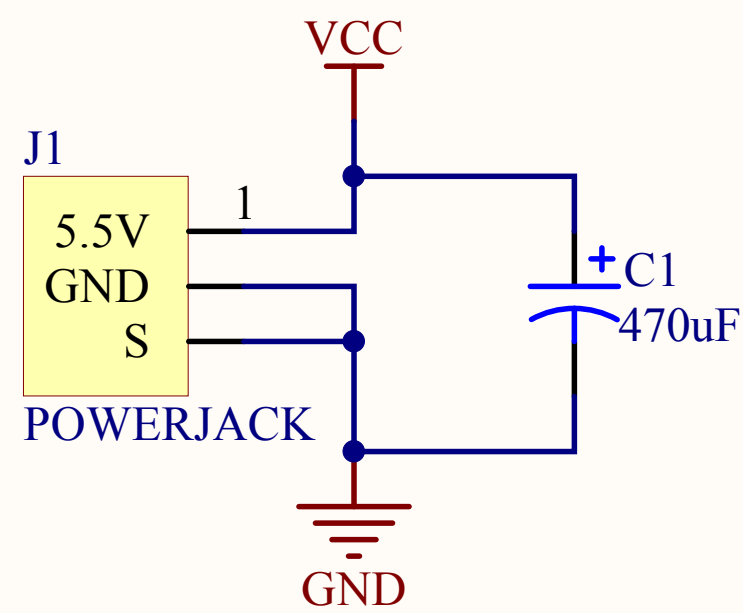 VCC
J1
1
5.5V
GND
S
POWERJACK
+
C1
470uF
GND